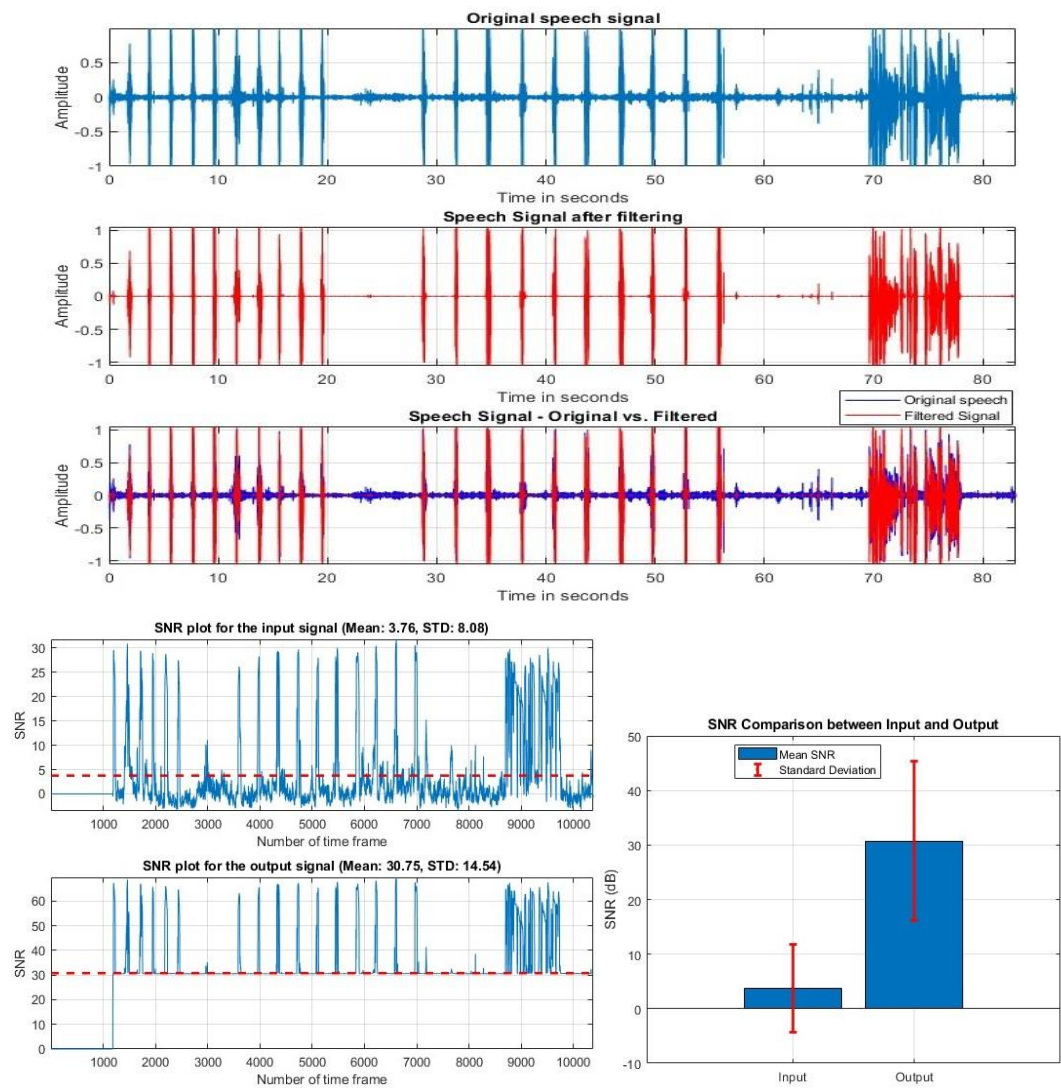 Original speech signal
Amplitude
0.5
0
-0.5
-1
0 10 20 30 40 50 60 70 80
Time in seconds
Speech Signal after filtering
Amplitude
1
0.5
0
-0.5
-1
0 10 20 30 40 50 60 70 80
Time in seconds
Original speech
Filtered Signal
Speech Signal - Original vs. Filtered
Amplitude
1
0.5
0
-0.5
-1
0 10 20 30 40 50 60 70 80
Time in seconds
SNR plot for the input signal (Mean: 3.76, STD: 8.08)
SNR
30
25
20
15
10
5
0
1000 2000 3000 4000 5000 6000 7000 8000 9000 10000
Number of time frame
SNR plot for the output signal (Mean: 30.75, STD: 14.54)
SNR
60
50
40
30
20
10
0
1000 2000 3000 4000 5000 6000 7000 8000 9000 10000
Number of time frame
SNR Comparison between Input and Output
Mean SNR
Standard Deviation
SNR (dB)
50
40
30
20
10
0
-10
Input Output